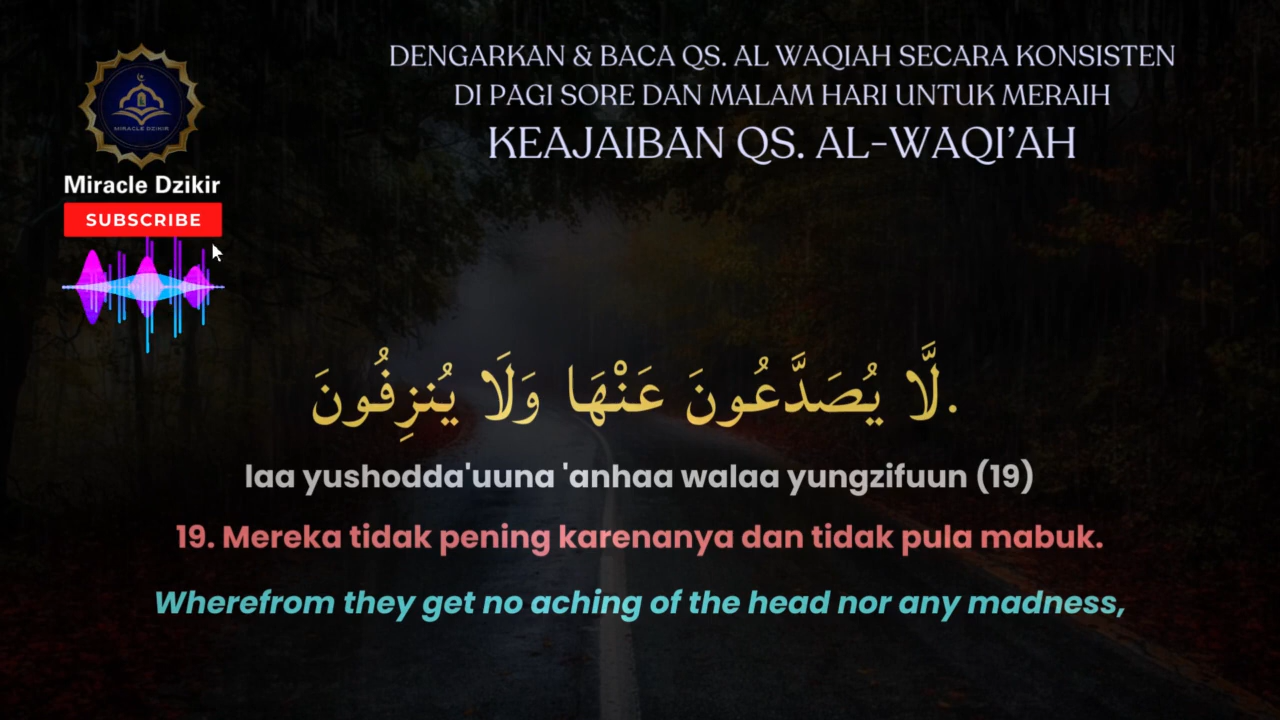 DENGARKAN & BACA QS. AL WAQIAH SECARA KONSISTEN
DI PAGI SORE DAN MALAM HARI UNTUK MERAIH
KEAJAIBAN QS. AL-WAQI'AH
MIRACLE DZIKIR
Miracle Dzikir
SUBSCRIBE
لَّا يُصَدَّعُونَ عَنْهَا وَلَا يُنزِفُونَ.
laa yushodda'uuna 'anhaa walaa yungzifuun (19)
19. Mereka tidak pening karenanya dan tidak pula mabuk.
Wherefrom they get no aching of the head nor any madness,